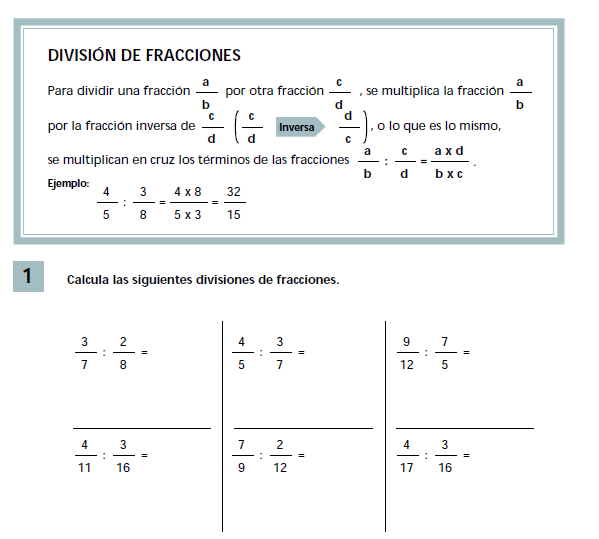 DIVISIÓN DE FRACCIONES
Para dividir una fracción a/b por otra fracción c/d , se multiplica la fracción a/b
por la fracción inversa de c/d ( c/d Inversa d/c ) , o lo que es lo mismo,
se multiplican en cruz los términos de las fracciones a/b : c/d = a x d/b x c .
Ejemplo: 4/5 : 3/8 = 4 x 8/5 x 3 = 32/15
1 Calcula las siguientes divisiones de fracciones.
3/7 : 2/8 = 4/5 : 3/7 = 9/12 : 7/5 =
4/11 : 3/16 = 7/9 : 2/12 = 4/17 : 3/16 =